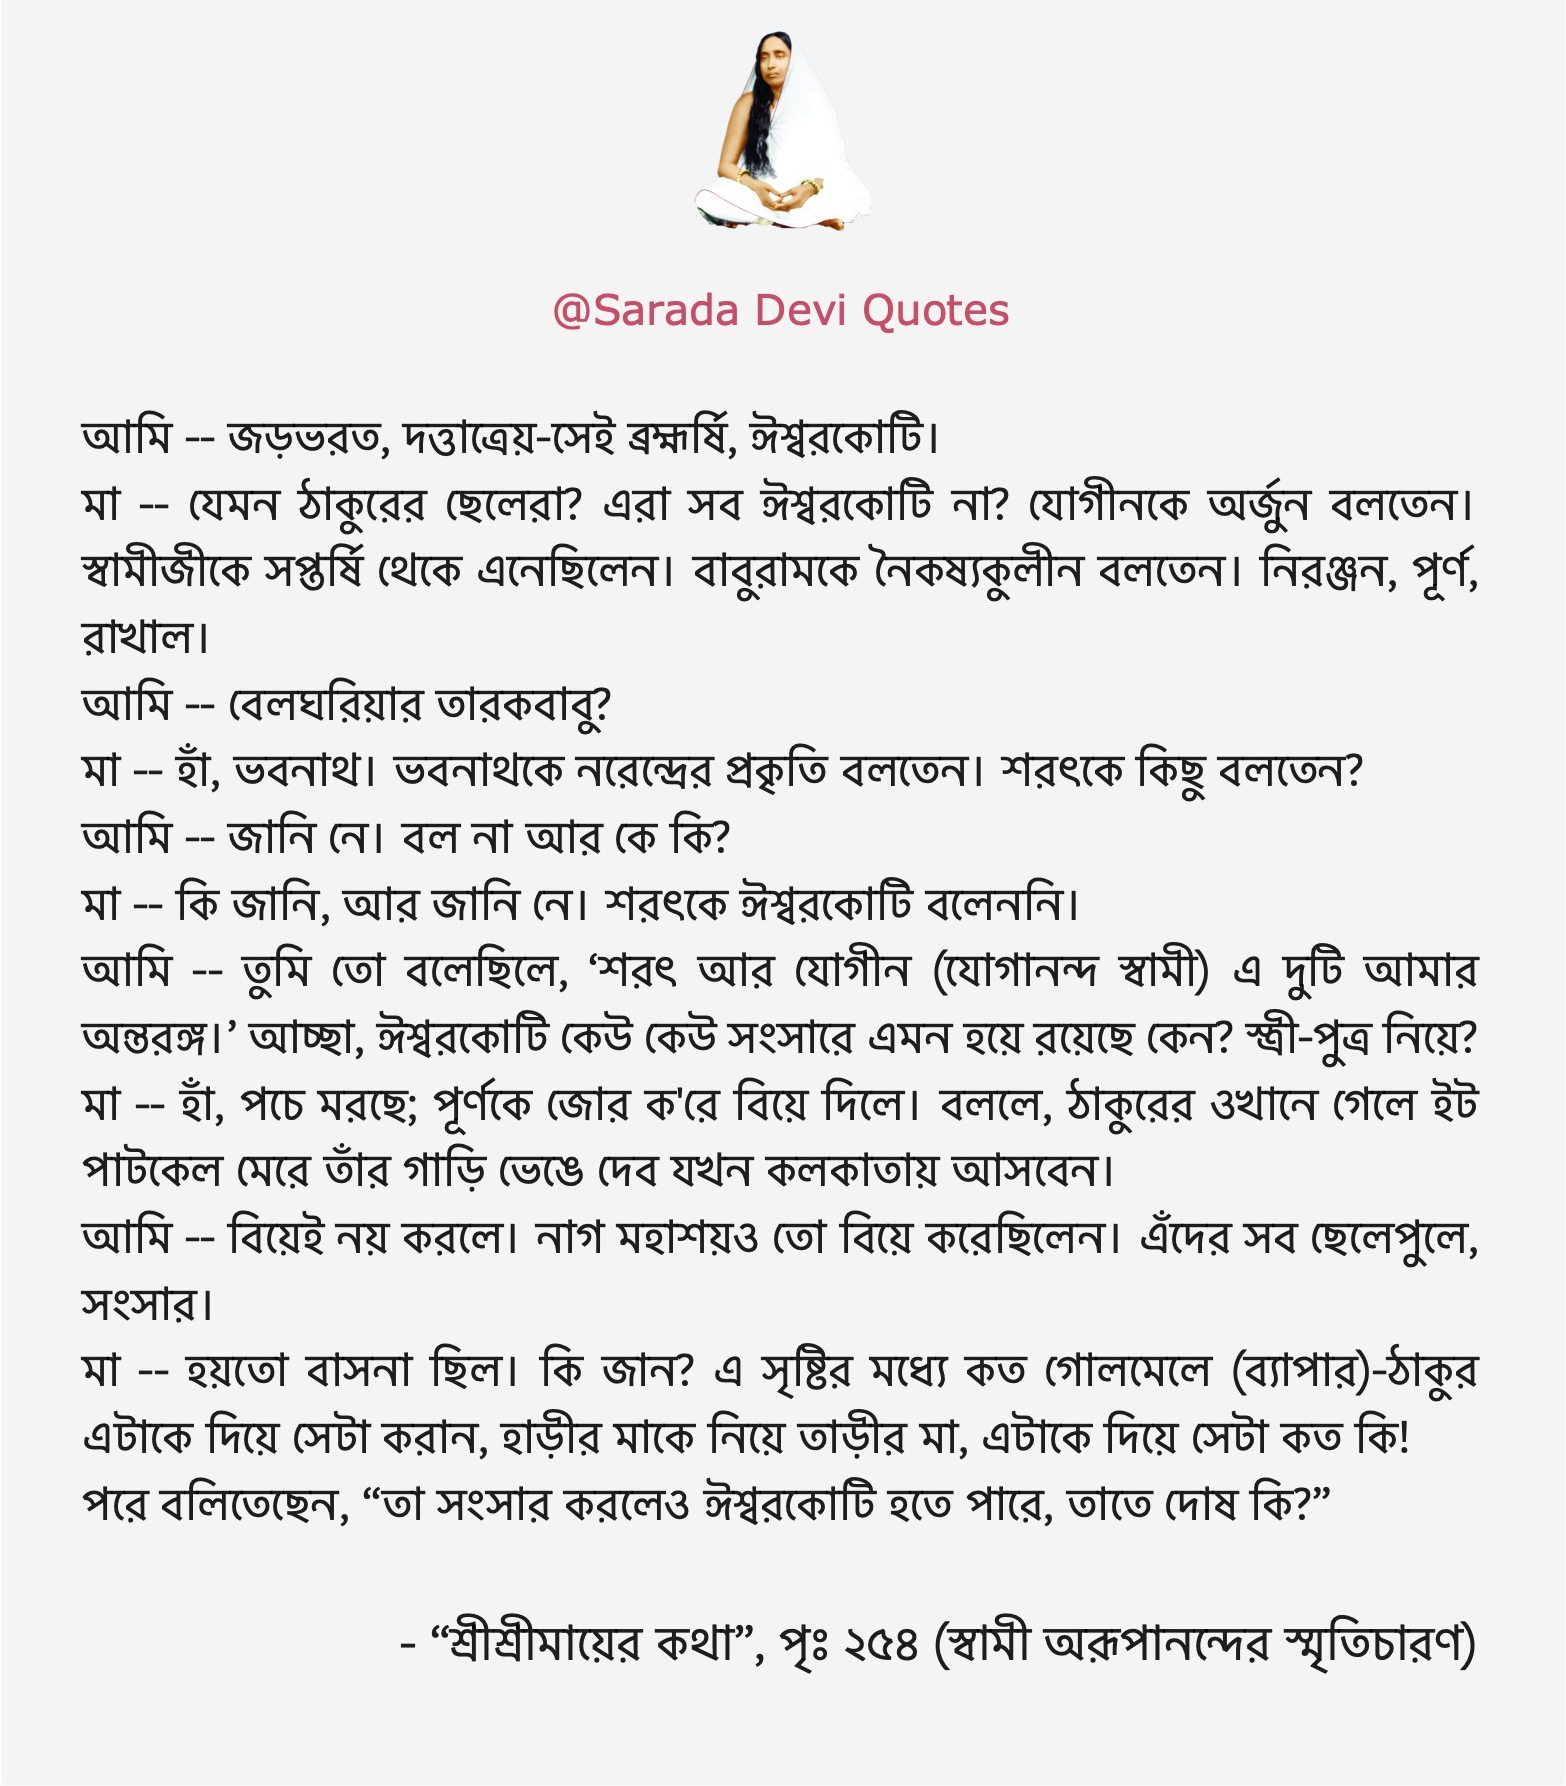 @Sarada Devi Quotes
আমি -- জড়ভরত, দত্তাত্রেয়-সেই ব্রহ্মর্ষি, ঈশ্বরকোটি।
মা -- যেমন ঠাকুরের ছেলেরা? এরা সব ঈশ্বরকোটি না? যোগীনকে অর্জুন বলতেন।
স্বামীজীকে সপ্তর্ষি থেকে এনেছিলেন। বাবুরামকে নৈকষ্যকুলীন বলতেন। নিরঞ্জন, পূর্ণ,
রাখাল।
আমি -- বেলঘরিয়ার তারকবাবু?
মা -- হাঁ, ভবনাথ। ভবনাথকে নরেন্দ্রের প্রকৃতি বলতেন। শরৎকে কিছু বলতেন?
আমি -- জানি নে। বল না আর কে কি?
মা -- কি জানি, আর জানি নে। শরৎকে ঈশ্বরকোটি বলেননি।
আমি -- তুমি তো বলেছিলে, ‘শরৎ আর যোগীন (যোগানন্দ স্বামী) এ দুটি আমার
অন্তরঙ্গ।’ আচ্ছা, ঈশ্বরকোটি কেউ কেউ সংসারে এমন হয়ে রয়েছে কেন? স্ত্রী-পুত্র নিয়ে?
মা -- হাঁ, পচে মরছে; পূর্ণকে জোর ক'রে বিয়ে দিলে। বললে, ঠাকুরের ওখানে গেলে ইট
পাটকেল মেরে তাঁর গাড়ি ভেঙে দেব যখন কলকাতায় আসবেন।
আমি -- বিয়েই নয় করলে। নাগ মহাশয়ও তো বিয়ে করেছিলেন। এঁদের সব ছেলেপুলে,
সংসার।
মা -- হয়তো বাসনা ছিল। কি জান? এ সৃষ্টির মধ্যে কত গোলমেলে (ব্যাপার)-ঠাকুর
এটাকে দিয়ে সেটা করান, হাড়ীর মাকে নিয়ে তাড়ীর মা, এটাকে দিয়ে সেটা কত কি!
পরে বলিতেছেন, “তা সংসার করলেও ঈশ্বরকোটি হতে পারে, তাতে দোষ কি?”
- “শ্রীশ্রীমায়ের কথা”, পৃঃ ২৫৪ (স্বামী অরূপানন্দের স্মৃতিচারণ)